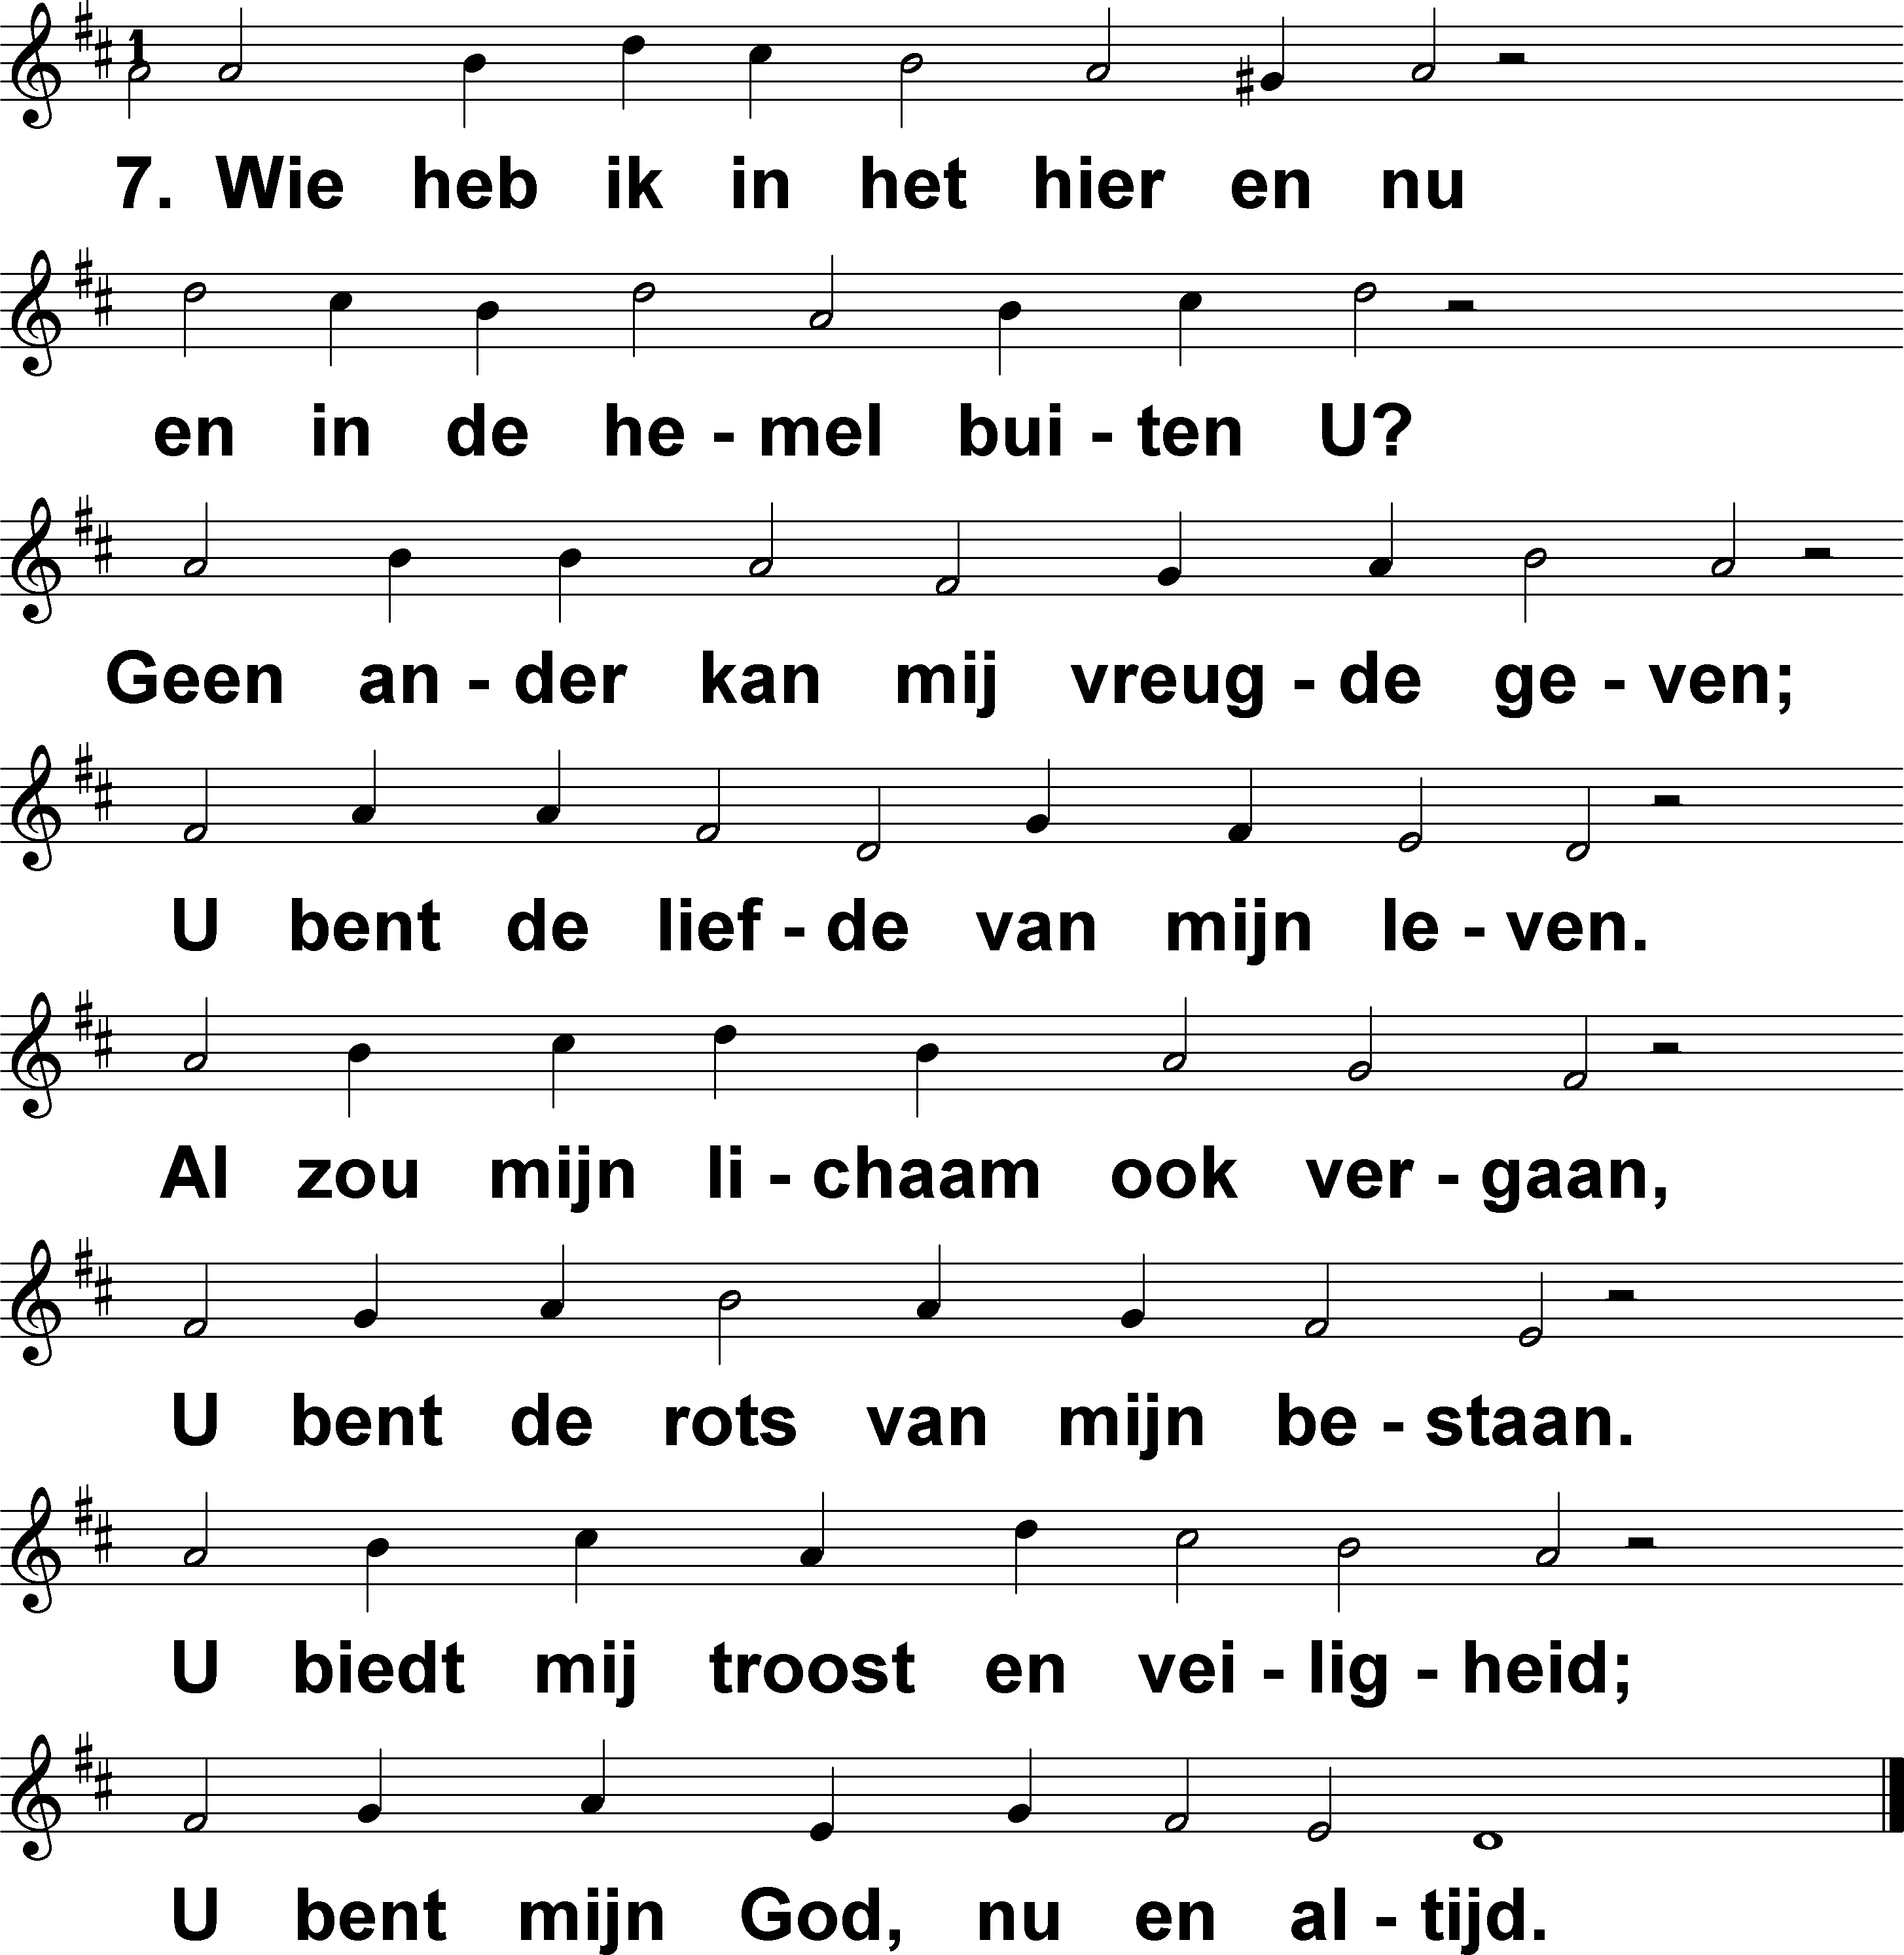 7. Wie heb ik in het hier en nu
en in de he - mel bui - ten U?
Geen an - der kan mij vreug - de ge - ven;
U bent de lief - de van mijn le - ven.
Al zou mijn li - chaam ook ver - gaan,
U bent de rots van mijn be - staan.
U biedt mij troost en vei - lig - heid;
U bent mijn God, nu en al - tijd.